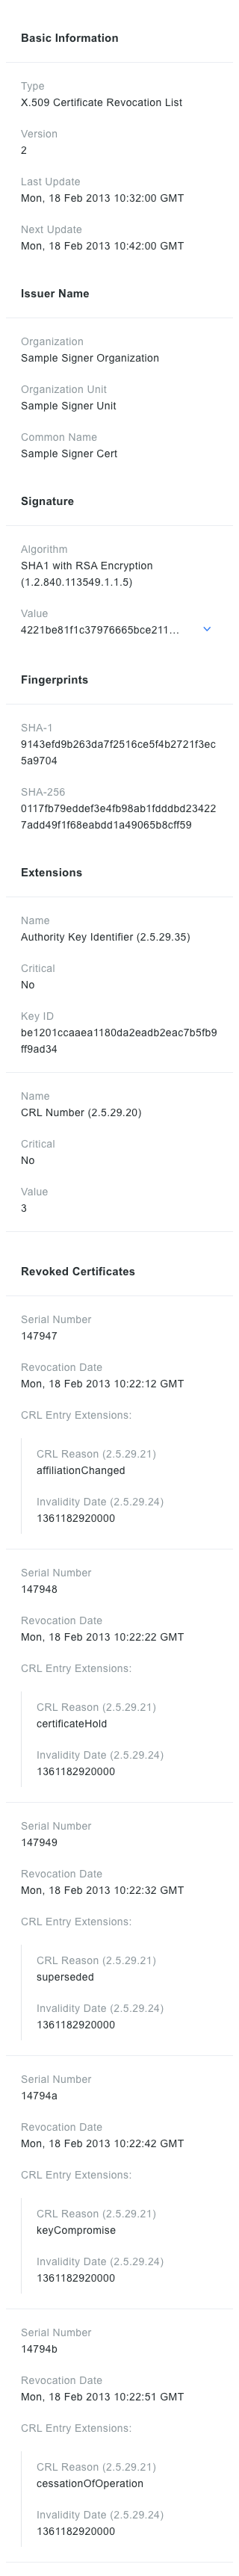 Basic Information
Type
X.509 Certificate Revocation List
Version
2
Last Update
Mon, 18 Feb 2013 10:32:00 GMT
Next Update
Mon, 18 Feb 2013 10:42:00 GMT
Issuer Name
Organization
Sample Signer Organization
Organization Unit
Sample Signer Unit
Common Name
Sample Signer Cert
Signature
Algorithm
SHA1 with RSA Encryption
(1.2.840.113549.1.1.5)
Value
4221be81f1c37976665bce211...
Fingerprints
SHA-1
9143efd9b263da7f2516ce5f4b2721f3ec
5a9704
SHA-256
0117fb79eddef3e4fb98ab1fdddbd23422
7add49f1f68eabdd1a49065b8cff59
Extensions
Name
Authority Key Identifier (2.5.29.35)
Critical
No
Key ID
be1201ccaaea1180da2eadb2eac7b5fb9
ff9ad34
Name
CRL Number (2.5.29.20)
Critical
No
Value
3
Revoked Certificates
Serial Number
147947
Revocation Date
Mon, 18 Feb 2013 10:22:12 GMT
CRL Entry Extensions:
CRL Reason (2.5.29.21)
affiliationChanged
Invalidity Date (2.5.29.24)
1361182920000
Serial Number
147948
Revocation Date
Mon, 18 Feb 2013 10:22:22 GMT
CRL Entry Extensions:
CRL Reason (2.5.29.21)
certificateHold
Invalidity Date (2.5.29.24)
1361182920000
Serial Number
147949
Revocation Date
Mon, 18 Feb 2013 10:22:32 GMT
CRL Entry Extensions:
CRL Reason (2.5.29.21)
superseded
Invalidity Date (2.5.29.24)
1361182920000
Serial Number
14794a
Revocation Date
Mon, 18 Feb 2013 10:22:42 GMT
CRL Entry Extensions:
CRL Reason (2.5.29.21)
keyCompromise
Invalidity Date (2.5.29.24)
1361182920000
Serial Number
14794b
Revocation Date
Mon, 18 Feb 2013 10:22:51 GMT
CRL Entry Extensions:
CRL Reason (2.5.29.21)
cessationOfOperation
Invalidity Date (2.5.29.24)
1361182920000